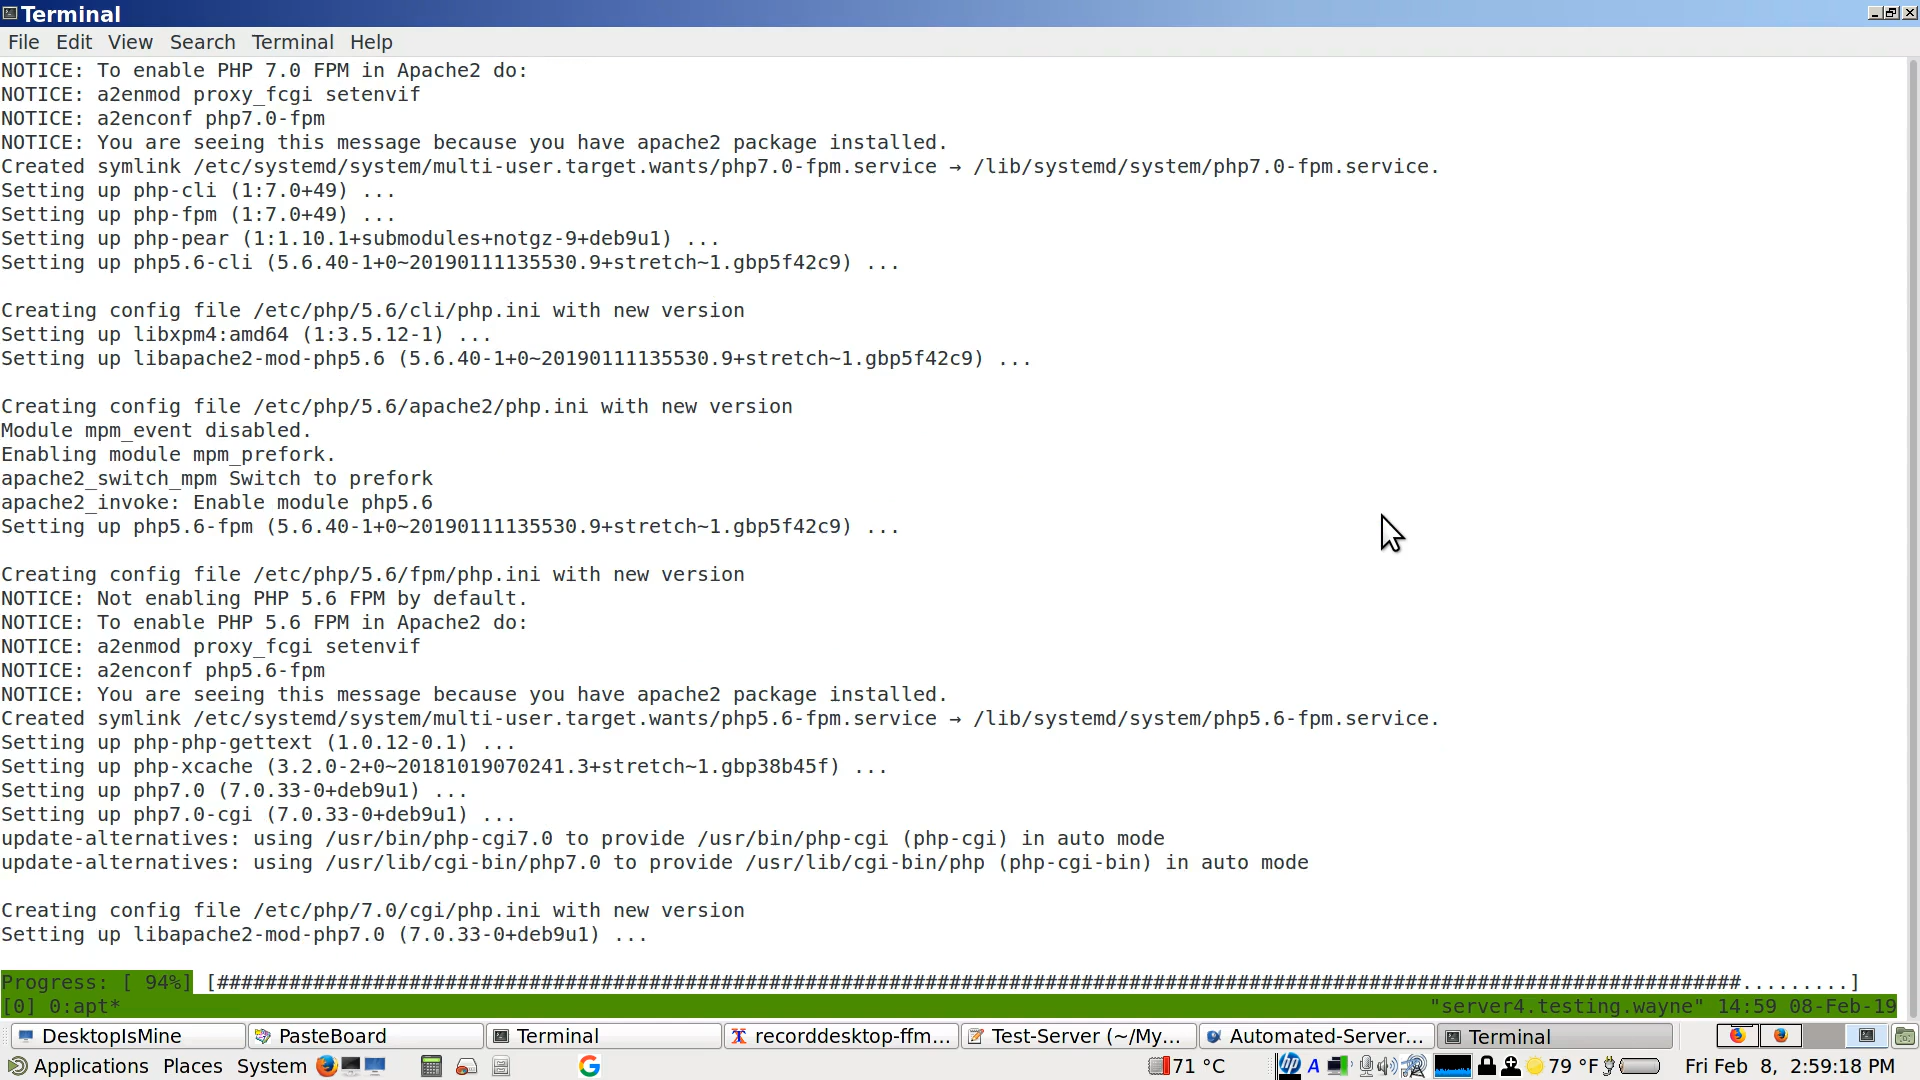 Terminal
File Edit View Search Terminal Help
NOTICE: To enable PHP 7.0 FPM in Apache2 do:
NOTICE: a2enmod proxy_fcgi setenvif
NOTICE: a2enconf php7.0-fpm
NOTICE: You are seeing this message because you have apache2 package installed.
Created symlink /etc/systemd/system/multi-user.target.wants/php7.0-fpm.service → /lib/systemd/system/php7.0-fpm.service.
Setting up php-cli (1:7.0+49) ...
Setting up php-fpm (1:7.0+49) ...
Setting up php-pear (1:1.10.1+submodules+notgz-9+deb9u1) ...
Setting up php5.6-cli (5.6.40-1+0~20190111135530.9+stretch~1.gbp5f42c9) ...
Creating config file /etc/php/5.6/cli/php.ini with new version
Setting up libxpm4:amd64 (1:3.5.12-1) ...
Setting up libapache2-mod-php5.6 (5.6.40-1+0~20190111135530.9+stretch~1.gbp5f42c9) ...
Creating config file /etc/php/5.6/apache2/php.ini with new version
Module mpm_event disabled.
Enabling module mpm_prefork.
apache2_switch_mpm Switch to prefork
apache2_invoke: Enable module php5.6
Setting up php5.6-fpm (5.6.40-1+0~20190111135530.9+stretch~1.gbp5f42c9) ...
Creating config file /etc/php/5.6/fpm/php.ini with new version
NOTICE: Not enabling PHP 5.6 FPM by default.
NOTICE: To enable PHP 5.6 FPM in Apache2 do:
NOTICE: a2enmod proxy_fcgi setenvif
NOTICE: a2enconf php5.6-fpm
NOTICE: You are seeing this message because you have apache2 package installed.
Created symlink /etc/systemd/system/multi-user.target.wants/php5.6-fpm.service → /lib/systemd/system/php5.6-fpm.service.
Setting up php-php-gettext (1.0.12-0.1) ...
Setting up php-xcache (3.2.0-2+0~20181019070241.3+stretch~1.gbp38b45f) ...
Setting up php7.0 (7.0.33-0+deb9u1) ...
Setting up php7.0-cgi (7.0.33-0+deb9u1) ...
update-alternatives: using /usr/bin/php-cgi7.0 to provide /usr/bin/php-cgi (php-cgi) in auto mode
update-alternatives: using /usr/lib/cgi-bin/php7.0 to provide /usr/lib/cgi-bin/php (php-cgi-bin) in auto mode
Creating config file /etc/php/7.0/cgi/php.ini with new version
Setting up libapache2-mod-php7.0 (7.0.33-0+deb9u1) ...
Progress: [ 94%] [###############################################################################################################################.........]
[0] 0:apt* "server4.testing.wayne" 14:59 08-Feb-19
DesktopIsMine PasteBoard Terminal recorddesktop-ffm... Test-Server (~/My... Automated-Server... Terminal
Applications Places System 71 °C A 79 °F Fri Feb 8, 2:59:18 PM